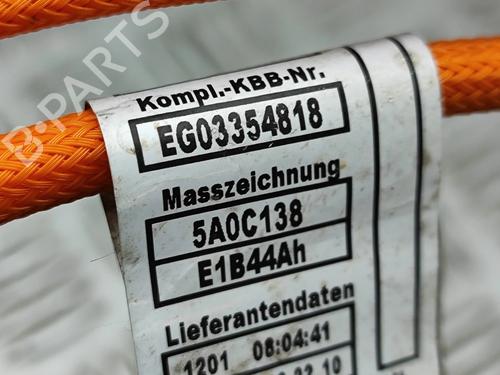 B-PARTS
Kompl.-KBB-Nr.
EG03354818
Masszeichnung
5A0C138
E1B44Ah
Lieferantendaten
1201 08:04:41